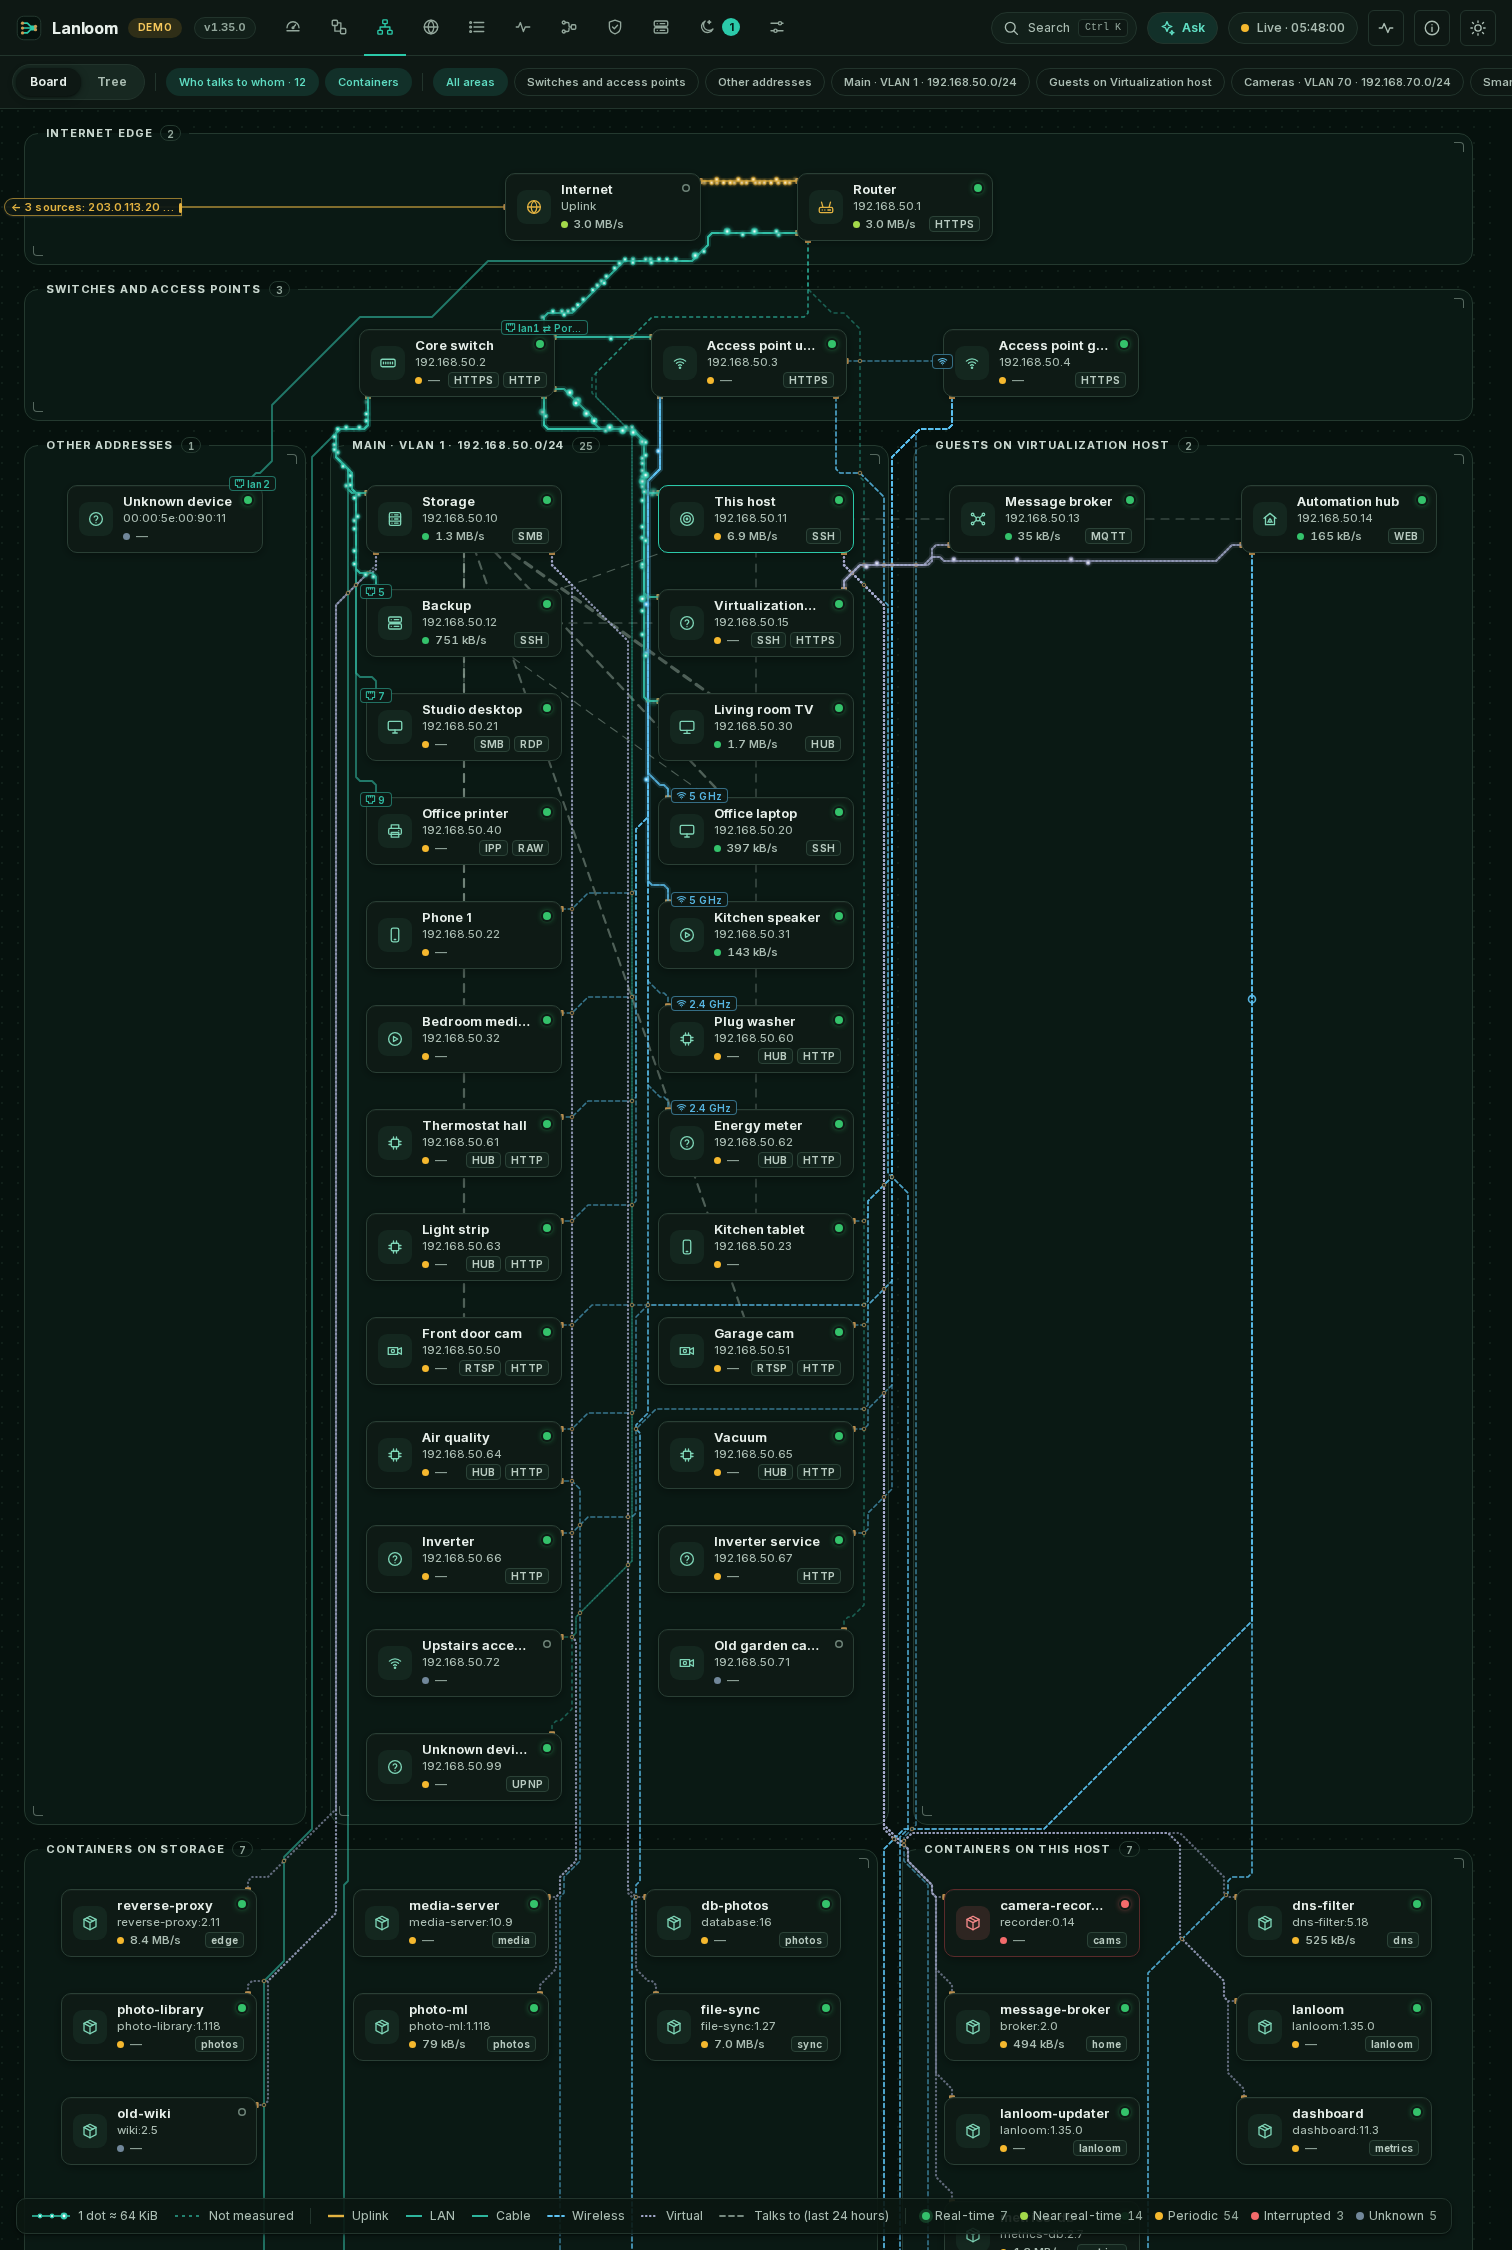 Lanloom DEMO v1.35.0 1 Search Ctrl K Ask Live · 05:48:00
Board Tree Who talks to whom · 12 Containers All areas Switches and access points Other addresses Main · VLAN 1 · 192.168.50.0/24 Guests on Virtualization host Cameras · VLAN 70 · 192.168.70.0/24 Smar
INTERNET EDGE 2
Internet
Uplink
3.0 MB/s
Router
192.168.50.1
3.0 MB/s HTTPS
← 3 sources: 203.0.113.20 ...
SWITCHES AND ACCESS POINTS 3
lan1 ⇄ Por...
Core switch
192.168.50.2
— HTTPS HTTP
Access point u...
192.168.50.3
— HTTPS
Access point g...
192.168.50.4
— HTTPS
OTHER ADDRESSES 1
lan2
Unknown device
00:00:5e:00:90:11
—
MAIN · VLAN 1 · 192.168.50.0/24 25
Storage
192.168.50.10
1.3 MB/s SMB
This host
192.168.50.11
6.9 MB/s SSH
5
Backup
192.168.50.12
751 kB/s SSH
Virtualization...
192.168.50.15
— SSH HTTPS
7
Studio desktop
192.168.50.21
— SMB RDP
Living room TV
192.168.50.30
1.7 MB/s HUB
9
Office printer
192.168.50.40
— IPP RAW
5 GHz
Office laptop
192.168.50.20
397 kB/s SSH
Phone 1
192.168.50.22
—
5 GHz
Kitchen speaker
192.168.50.31
143 kB/s
Bedroom medi...
192.168.50.32
—
2.4 GHz
Plug washer
192.168.50.60
— HUB HTTP
Thermostat hall
192.168.50.61
— HUB HTTP
2.4 GHz
Energy meter
192.168.50.62
— HUB HTTP
Light strip
192.168.50.63
— HUB HTTP
Kitchen tablet
192.168.50.23
—
Front door cam
192.168.50.50
— RTSP HTTP
Garage cam
192.168.50.51
— RTSP HTTP
Air quality
192.168.50.64
— HUB HTTP
Vacuum
192.168.50.65
— HUB HTTP
Inverter
192.168.50.66
— HTTP
Inverter service
192.168.50.67
— HTTP
Upstairs acce...
192.168.50.72
—
Old garden ca...
192.168.50.71
—
Unknown devi...
192.168.50.99
— UPNP
GUESTS ON VIRTUALIZATION HOST 2
Message broker
192.168.50.13
35 kB/s MQTT
Automation hub
192.168.50.14
165 kB/s WEB
CONTAINERS ON STORAGE 7
reverse-proxy
reverse-proxy:2.11
8.4 MB/s edge
media-server
media-server:10.9
— media
db-photos
database:16
— photos
photo-library
photo-library:1.118
— photos
photo-ml
photo-ml:1.118
79 kB/s photos
file-sync
file-sync:1.27
7.0 MB/s sync
old-wiki
wiki:2.5
—
CONTAINERS ON THIS HOST 7
camera-recor...
recorder:0.14
— cams
dns-filter
dns-filter:5.18
525 kB/s dns
message-broker
broker:2.0
494 kB/s home
lanloom
lanloom:1.35.0
— lanloom
lanloom-updater
lanloom:1.35.0
— lanloom
dashboard
dashboard:11.3
— metrics
metrics-db:2.7
1 dot ≈ 64 KiB Not measured Uplink LAN Cable Wireless Virtual Talks to (last 24 hours) Real-time 7 Near real-time 14 Periodic 54 Interrupted 3 Unknown 5